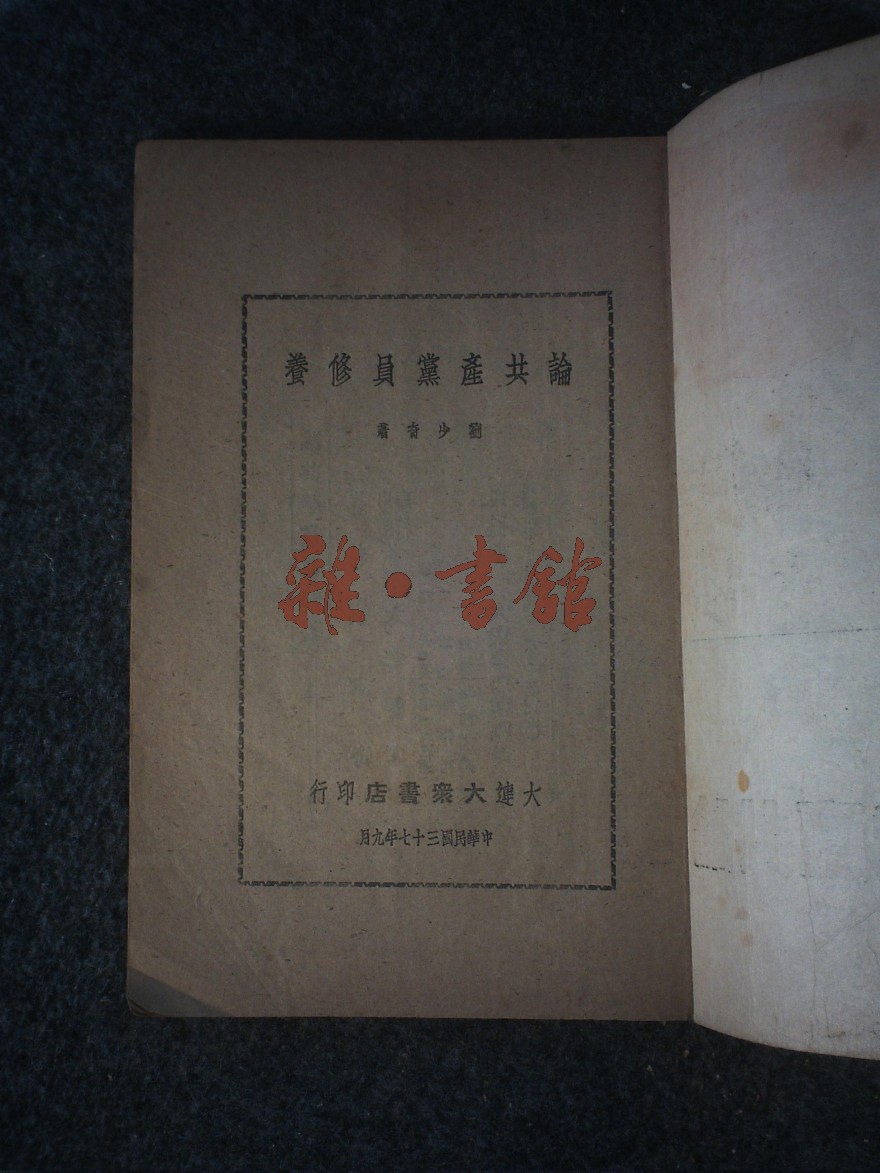 論共產黨員修養
劉少奇著
雜·書館
大連大衆書店印行
中華民國三十七年九月